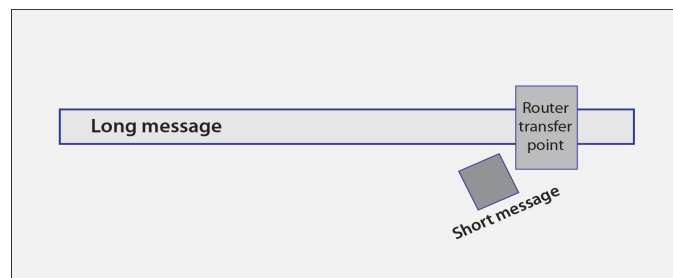 Long message
Router
transfer
point
Short message